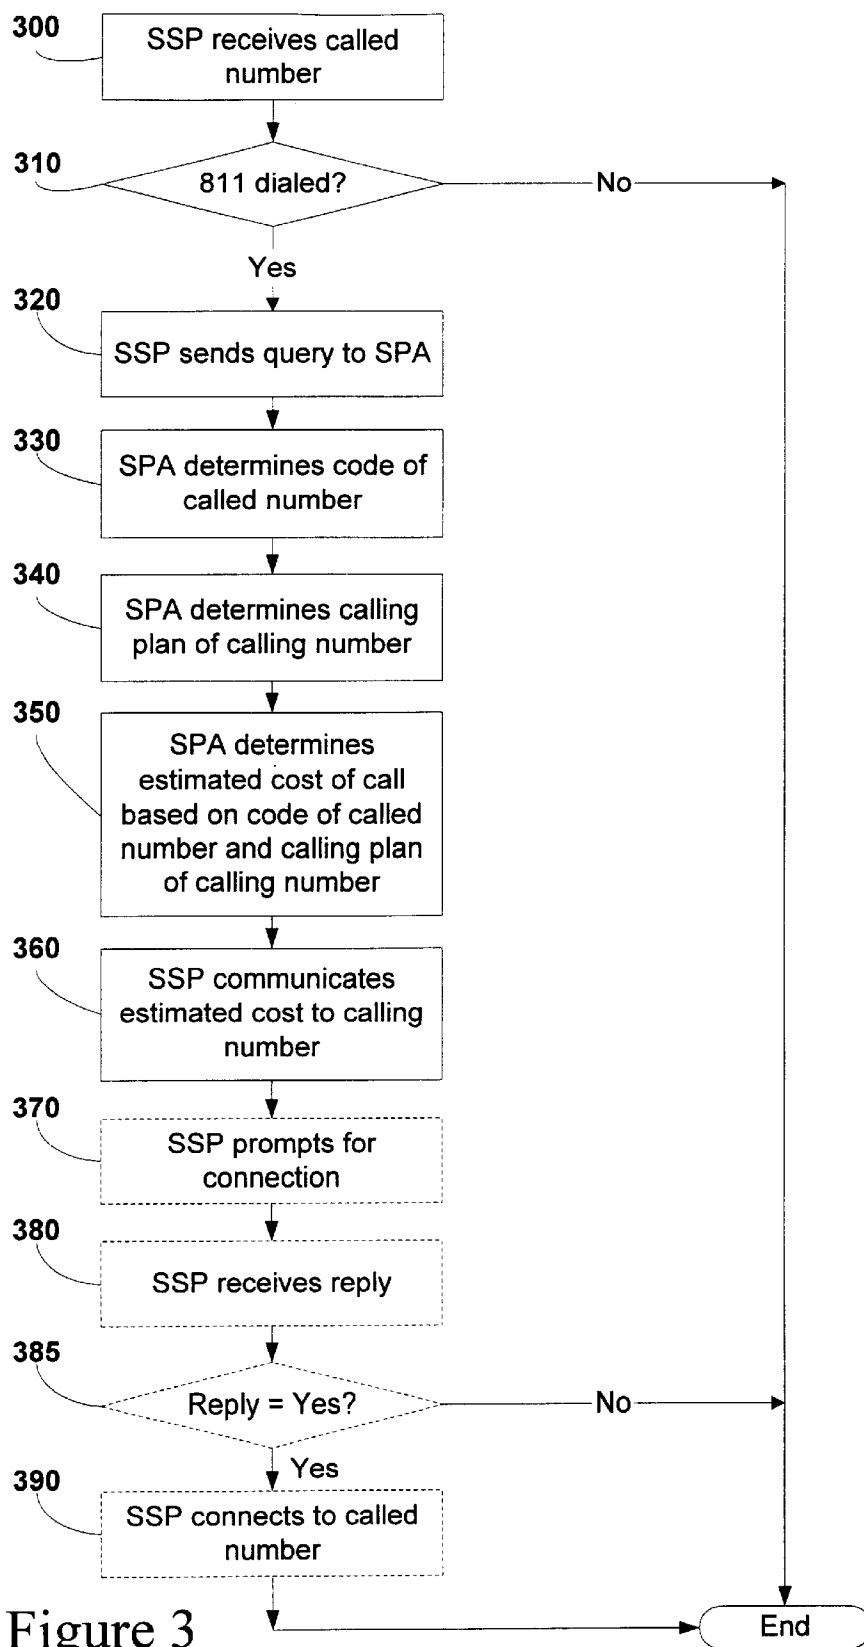 300
SSP receives called
number
310
811 dialed?
No
Yes
320
SSP sends query to SPA
330
SPA determines code of
called number
340
SPA determines calling
plan of calling number
350
SPA determines
estimated cost of call
based on code of called
number and calling plan
of calling number
360
SSP communicates
estimated cost to calling
number
370
SSP prompts for
connection
380
SSP receives reply
385
Reply = Yes?
No
Yes
390
SSP connects to called
number
Figure 3
End